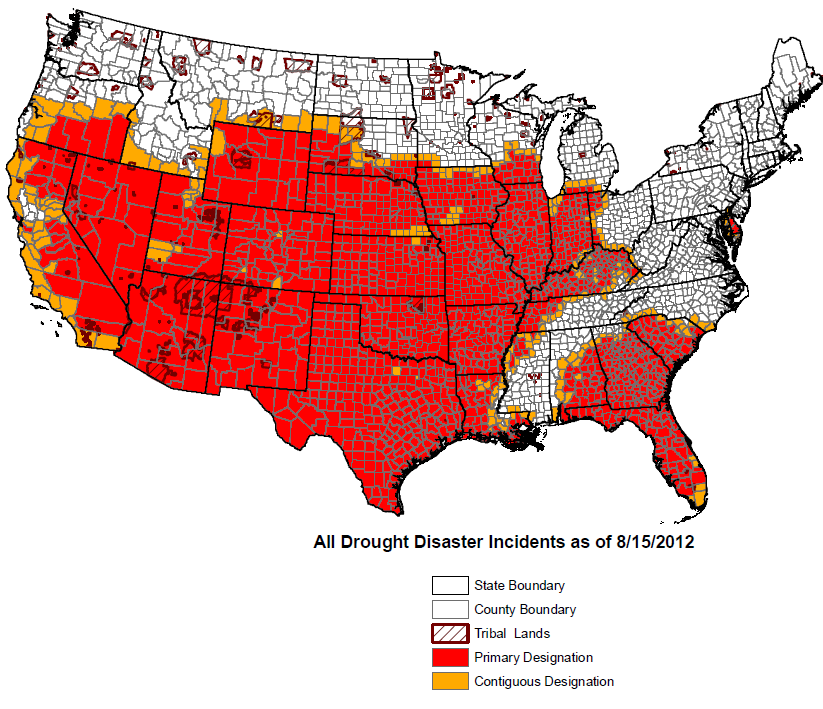 All Drought Disaster Incidents as of 8/15/2012
State Boundary
County Boundary
Tribal Lands
Primary Designation
Contiguous Designation